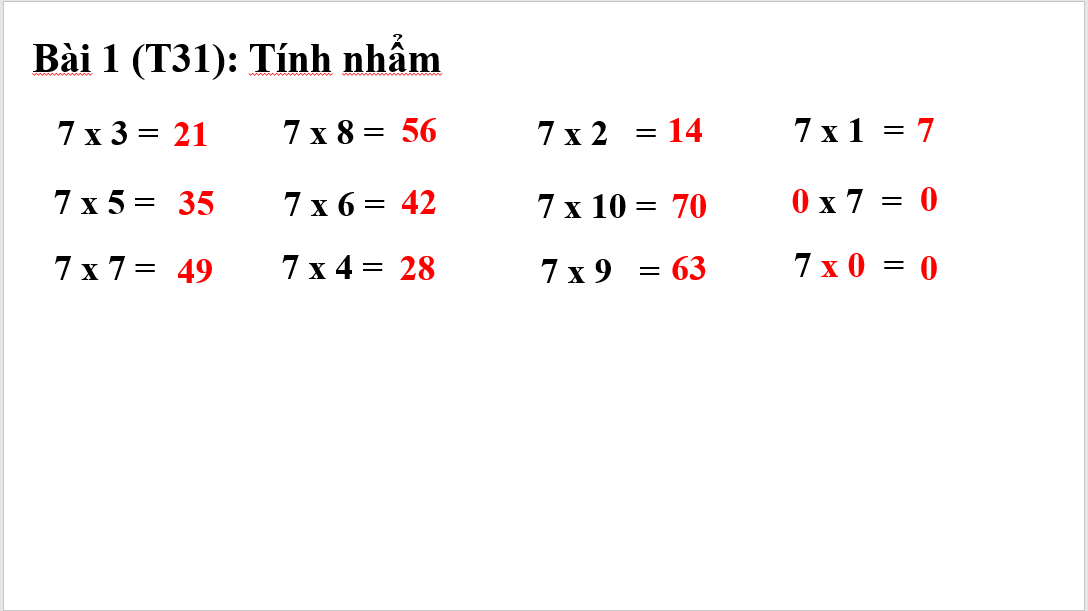 Bài 1 (T31): Tính nhẩm
7 x 3 = 21 7 x 8 = 56 7 x 2 = 14 7 x 1 = 7
7 x 5 = 35 7 x 6 = 42 7 x 10 = 70 0 x 7 = 0
7 x 7 = 49 7 x 4 = 28 7 x 9 = 63 7 x 0 = 0